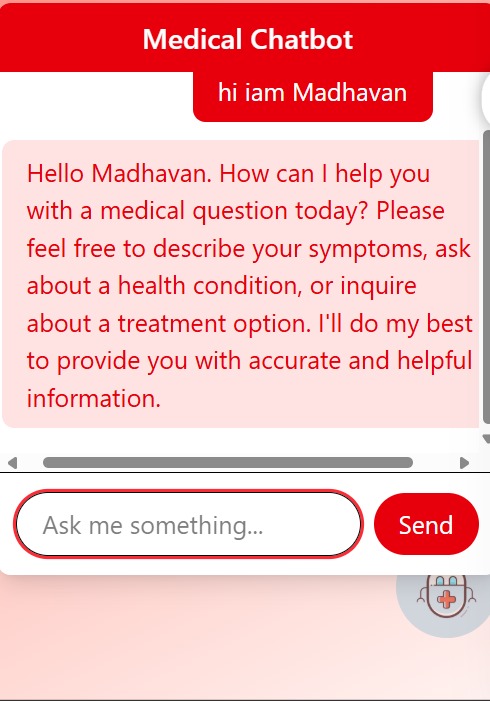 Medical Chatbot
hi iam Madhavan
Hello Madhavan. How can I help you
with a medical question today? Please
feel free to describe your symptoms, ask
about a health condition, or inquire
about a treatment option. I'll do my best
to provide you with accurate and helpful
information.
Ask me something...
Send